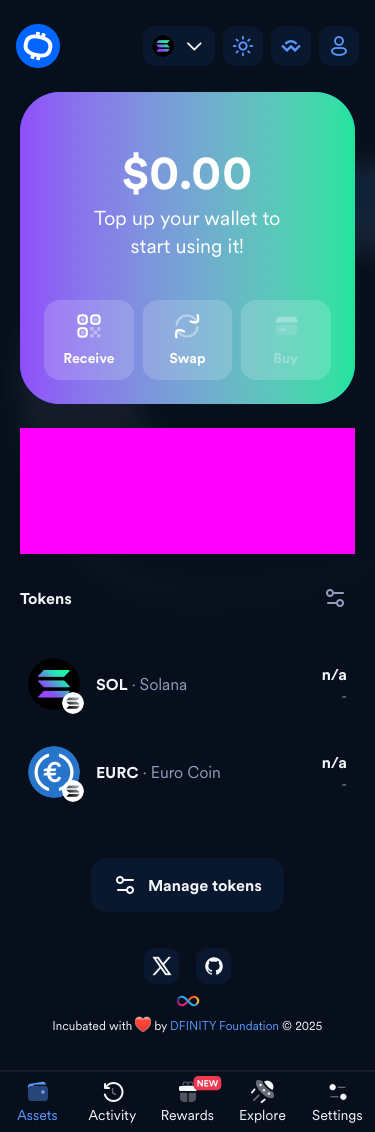 $0.00
Top up your wallet to
start using it!
Receive
Swap
Buy
Tokens
SOL · Solana
n/a
-
EURC · Euro Coin
n/a
-
Manage tokens
Incubated with ❤️ by DFINITY Foundation © 2025
NEW
Assets
Activity
Rewards
Explore
Settings